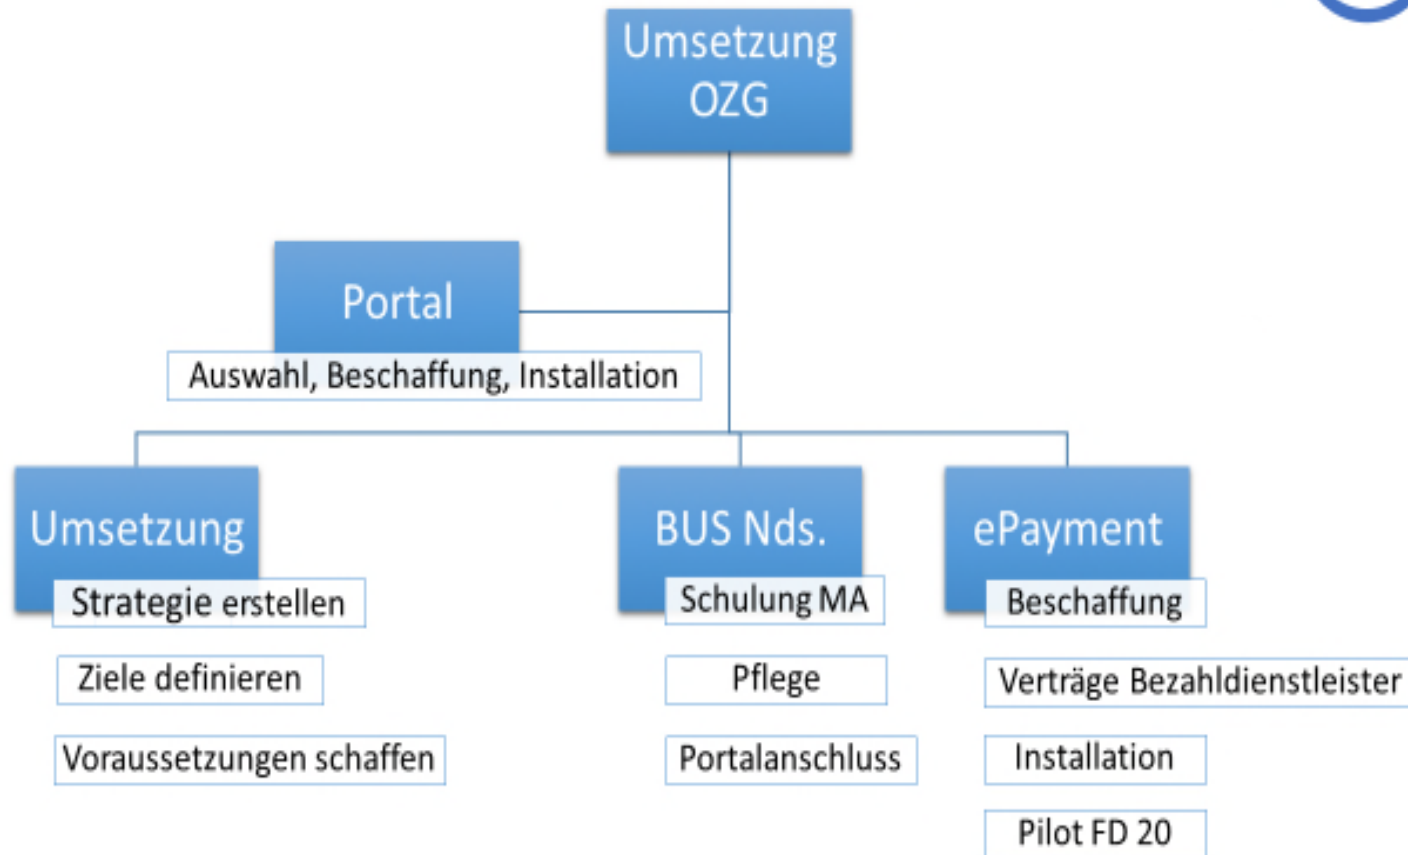 Umsetzung
OZG
Portal
Auswahl, Beschaffung, Installation
Umsetzung
Strategie erstellen
Ziele definieren
Voraussetzungen schaffen
BUS Nds.
Schulung MA
Pflege
Portalanschluss
ePayment
Beschaffung
Verträge Bezahldienstleister
Installation
Pilot FD 20